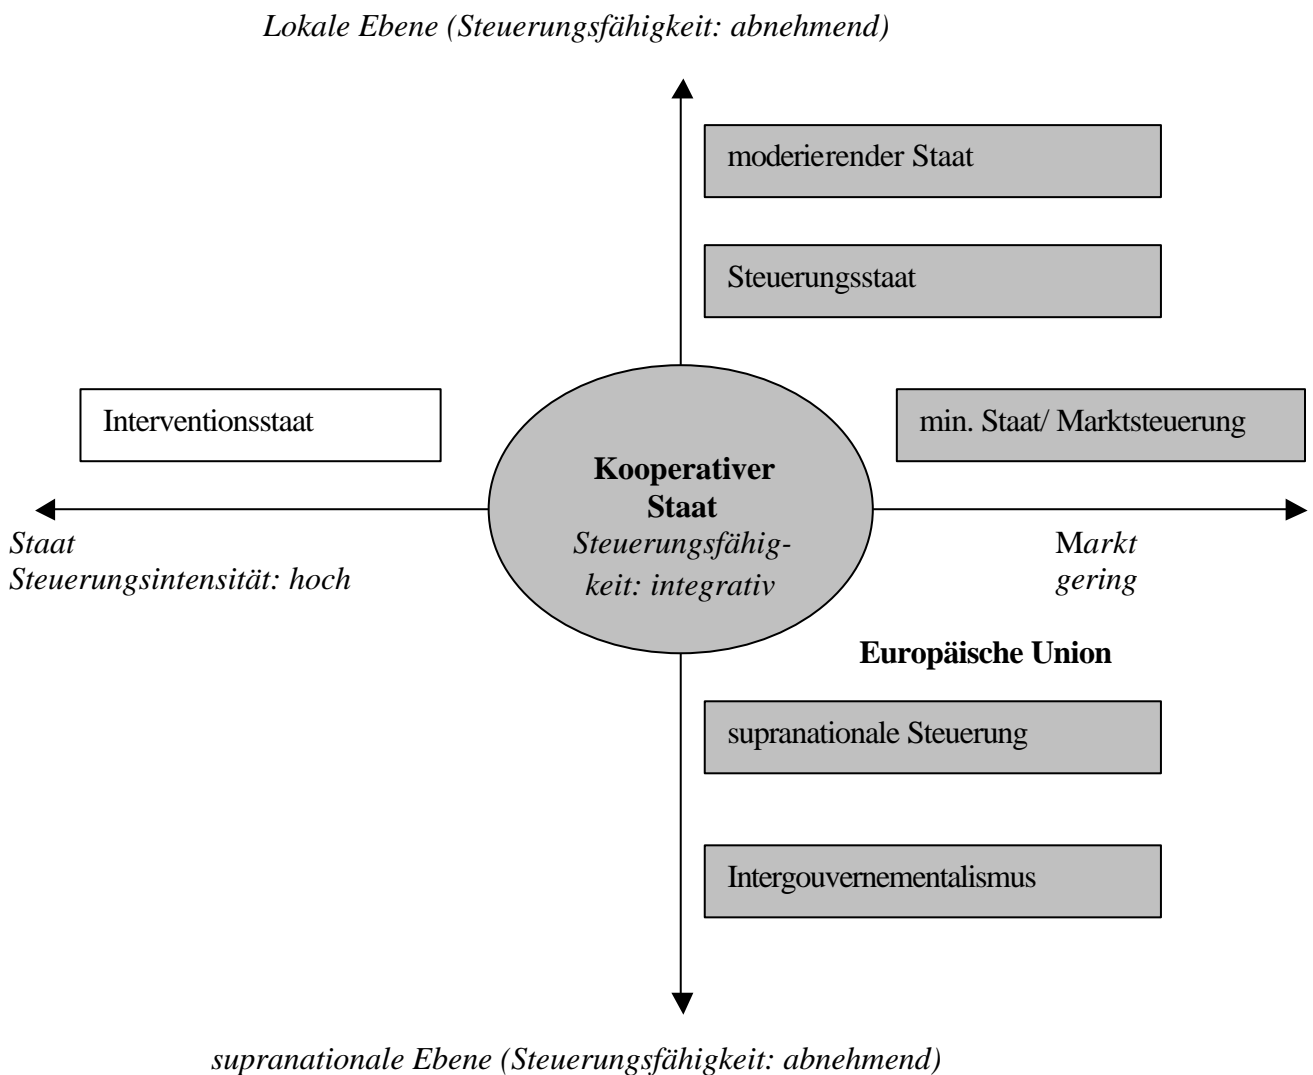 Lokale Ebene (Steuerungsfähigkeit: abnehmend)
moderierender Staat
Steuerungsstaat
Interventionsstaat
min. Staat/ Marktsteuerung
Kooperativer
Staat
Steuerungsfähig-
keit: integrativ
Staat
Steuerungsintensität: hoch
Markt
gering
Europäische Union
supranationale Steuerung
Intergouvernementalismus
supranationale Ebene (Steuerungsfähigkeit: abnehmend)